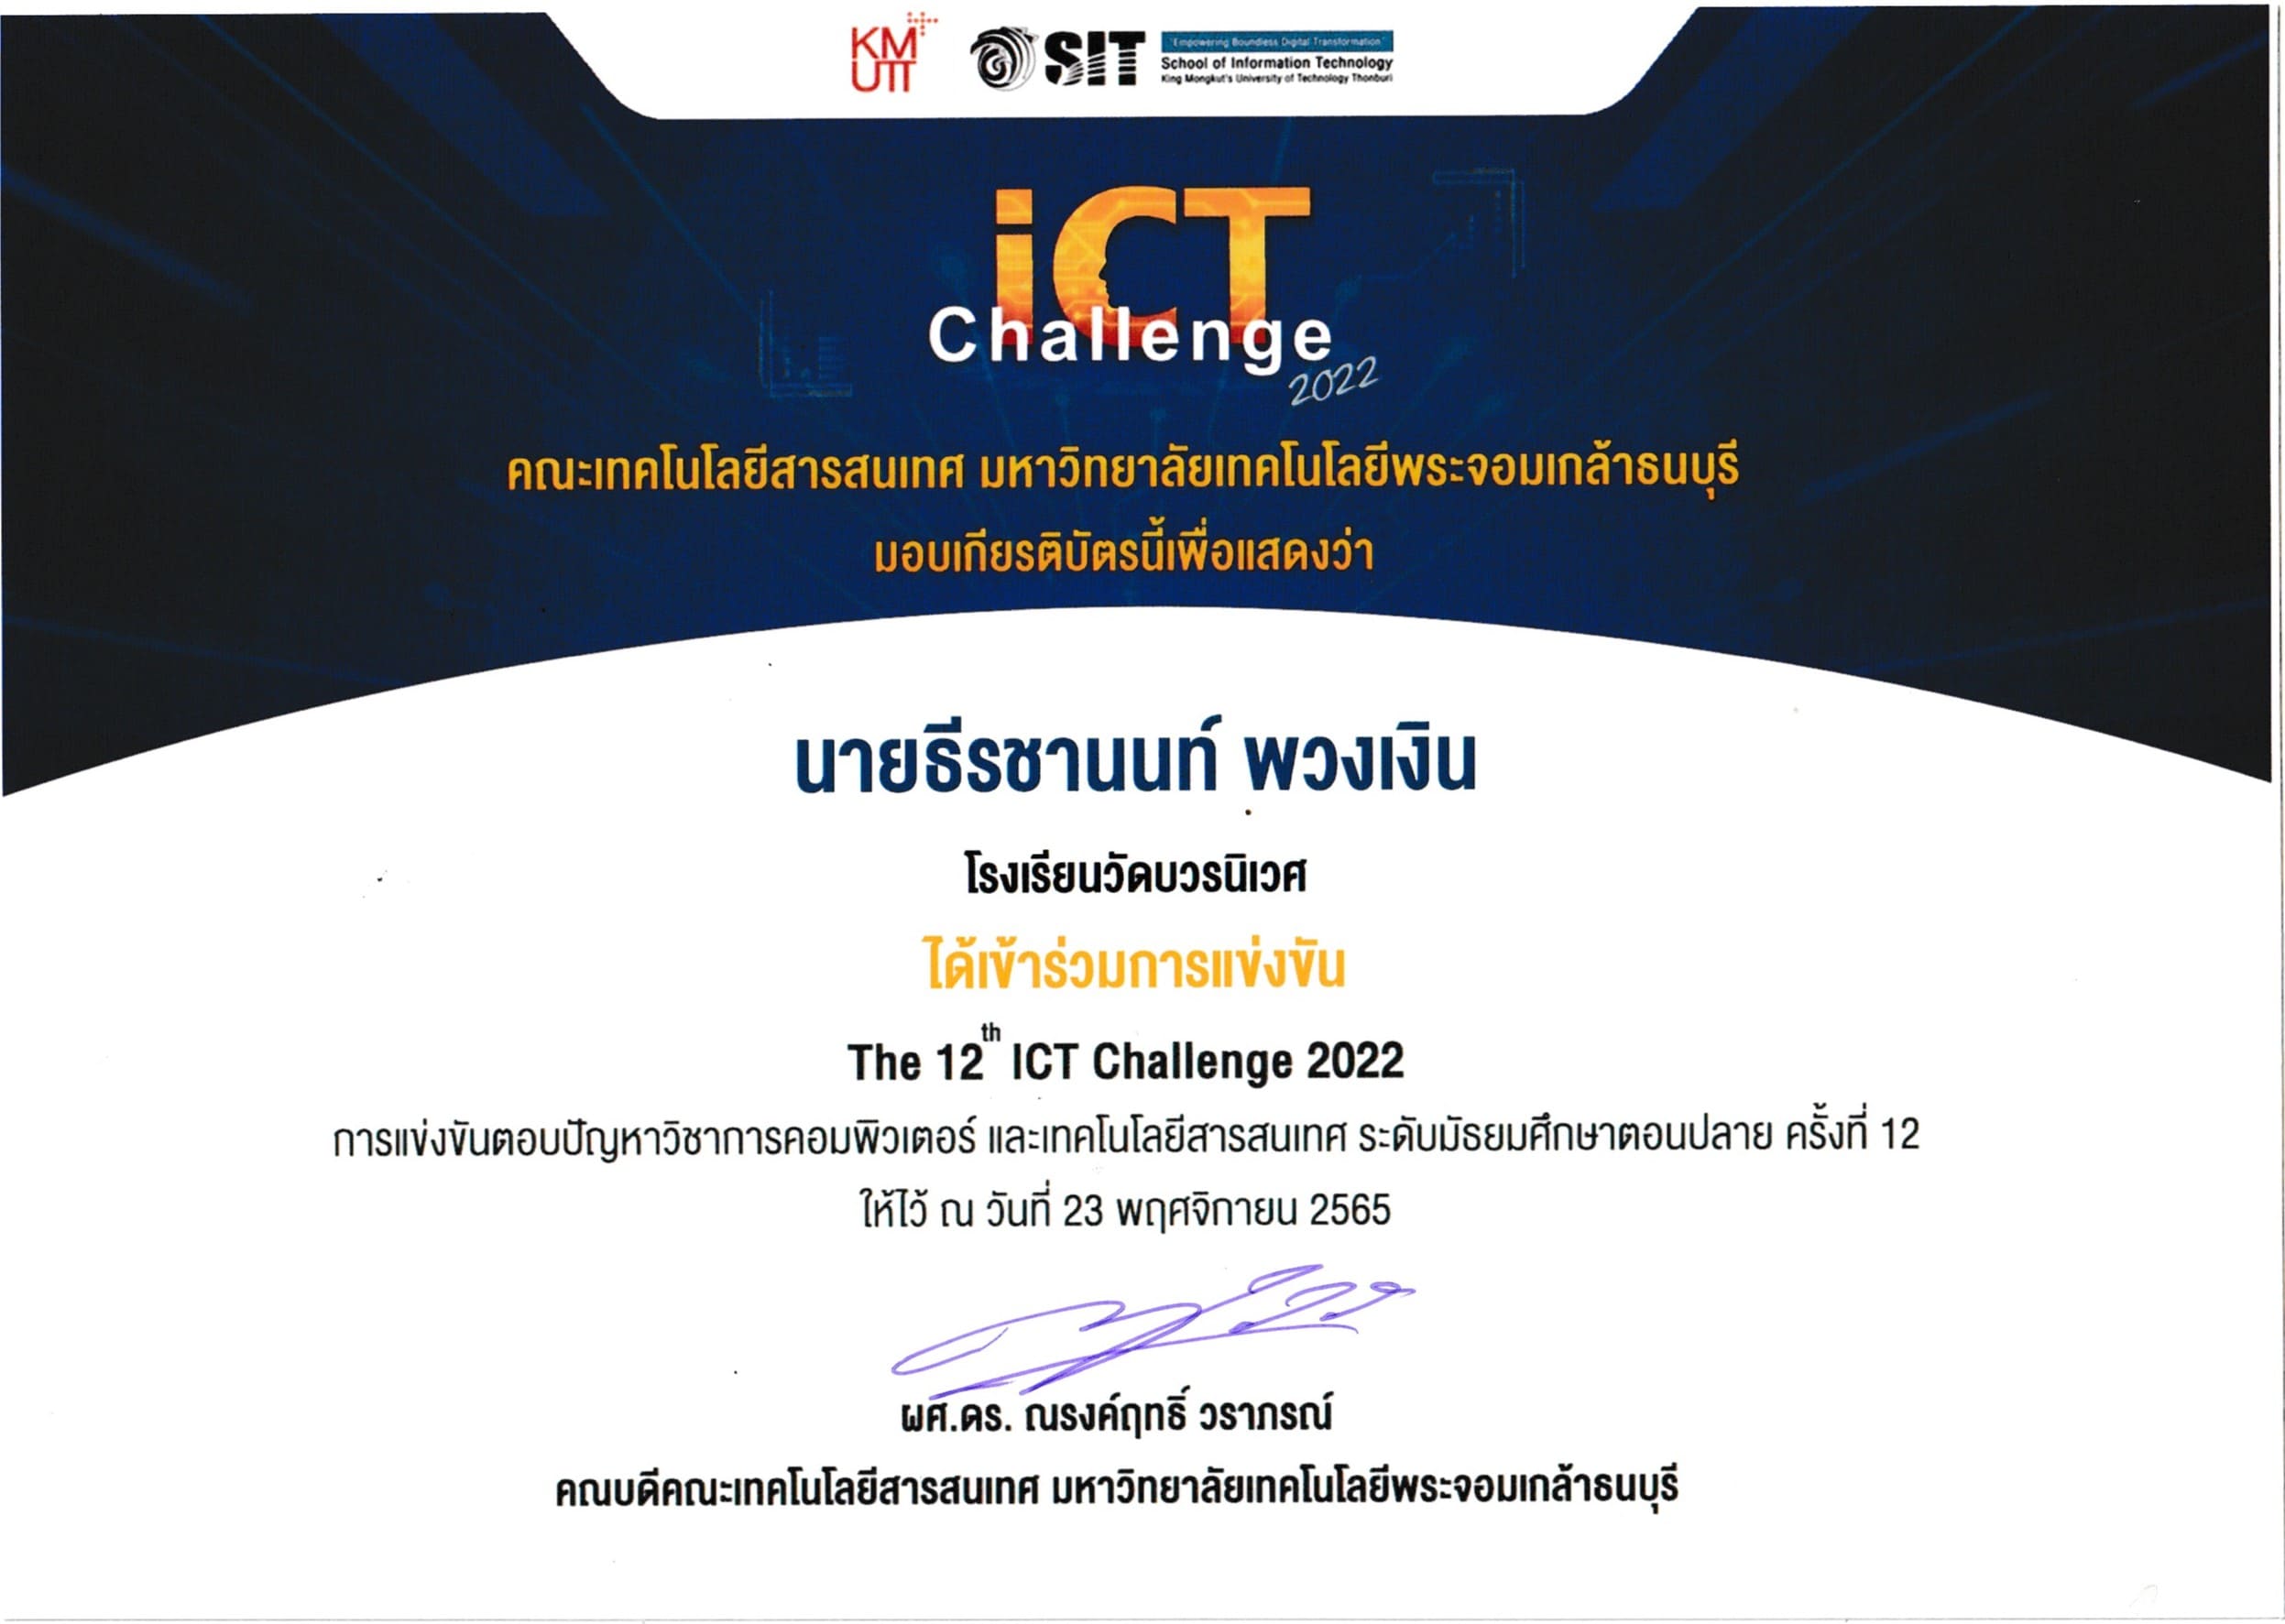 KMUTT
SIT
"Empowering Boundless Digital Transformation"
School of Information Technology
King Mongkut's University of Technology Thonburi
iCT
Challenge
2022
คณะเทคโนโลยีสารสนเทศ มหาวิทยาลัยเทคโนโลยีพระจอมเกล้าธนบุรี
มอบเกียรติบัตรนี้เพื่อแสดงว่า
นายธีรชานนท์ พวงเงิน
โรงเรียนวัดบวรนิเวศ
ได้เข้าร่วมการแข่งขัน
The 12th ICT Challenge 2022
การแข่งขันตอบปัญหาวิชาการคอมพิวเตอร์ และเทคโนโลยีสารสนเทศ ระดับมัธยมศึกษาตอนปลาย ครั้งที่ 12
ให้ไว้ ณ วันที่ 23 พฤศจิกายน 2565
ผศ.ดร. ณรงค์ฤทธิ์ วราภรณ์
คณบดีคณะเทคโนโลยีสารสนเทศ มหาวิทยาลัยเทคโนโลยีพระจอมเกล้าธนบุรี